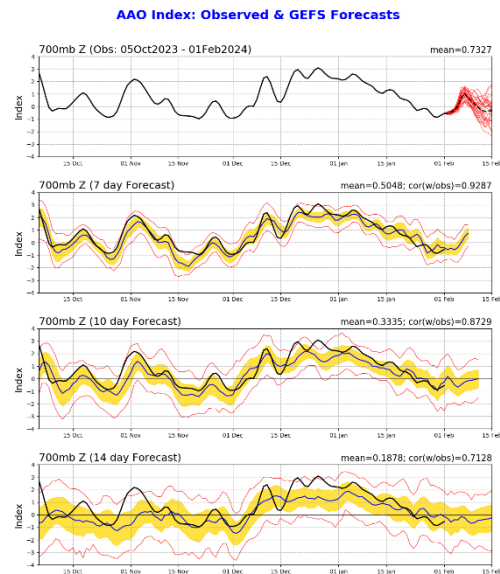 AAO Index: Observed & GEFS Forecasts
700mb Z (Obs: 05Oct2023 - 01Feb2024) mean=0.7327
Index
4
3
2
1
0
−1
−2
−3
−4
15 Oct 01 Nov 15 Nov 01 Dec 15 Dec 01 Jan 15 Jan 01 Feb 15 Feb
700mb Z (7 day Forecast) mean=0.5048; cor(w/obs)=0.9287
Index
4
3
2
1
0
−1
−2
−3
−4
15 Oct 01 Nov 15 Nov 01 Dec 15 Dec 01 Jan 15 Jan 01 Feb 15 Feb
700mb Z (10 day Forecast) mean=0.3335; cor(w/obs)=0.8729
Index
4
3
2
1
0
−1
−2
−3
−4
15 Oct 01 Nov 15 Nov 01 Dec 15 Dec 01 Jan 15 Jan 01 Feb 15 Feb
700mb Z (14 day Forecast) mean=0.1878; cor(w/obs)=0.7128
Index
4
3
2
1
0
−1
−2
−3
−4
15 Oct 01 Nov 15 Nov 01 Dec 15 Dec 01 Jan 15 Jan 01 Feb 15 Feb